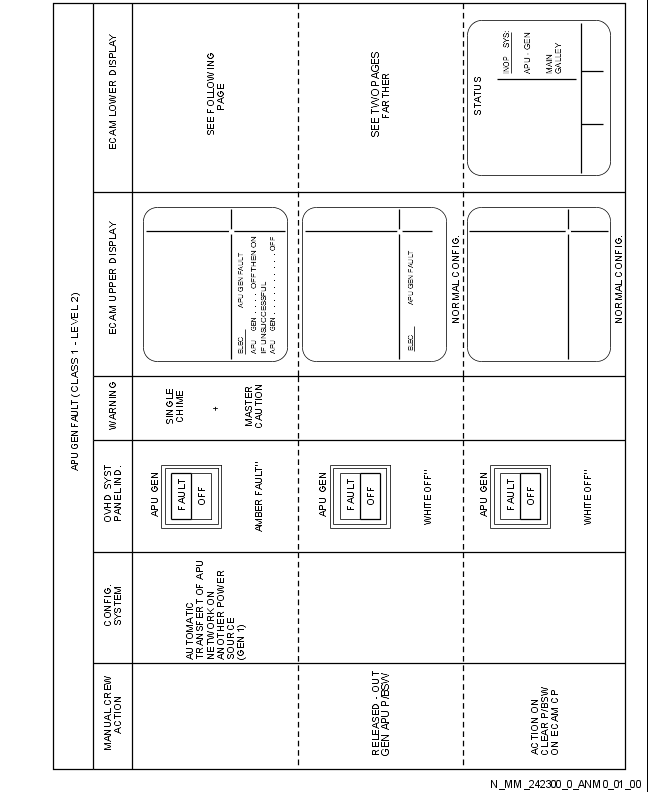 APU GEN FAULT (CLASS 1 - LEVEL 2)
MANUAL CREW
ACTION
CONFIG.
SYSTEM
OVHD SYST
PANEL IND.
WARNING
ECAM UPPER DISPLAY
ECAM LOWER DISPLAY
AUTOMATIC
TRANSFERT OF APU
NETWORK ON
ANOTHER POWER
SOURCE
(GEN 1)
APU GEN
FAULT
OFF
AMBER FAULT"
SINGLE
CHIME
+
MASTER
CAUTION
ELEC APU GEN FAULT
APU GEN . . . . OFF THEN ON
IF UNSUCCESSFUL
APU GEN . . . . . . . . . . . OFF
SEE FOLLOWING
PAGE
RELEASED - OUT
GEN APU P/BSW
APU GEN
FAULT
OFF
WHITE OFF"
ELEC APU GEN FAULT
NORMAL CONFIG.
SEE TWO PAGES
FARTHER
ACTION ON
CLEAR P/BSW
ON ECAM CP
APU GEN
FAULT
OFF
WHITE OFF"
NORMAL CONFIG.
STATUS
INOP SYS:
APU - GEN
MAIN
GALLEY
N_MM_242300_0_ANM0_01_00